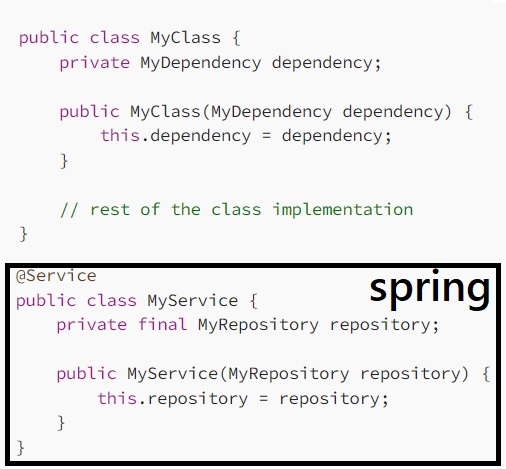 public class MyClass {
    private MyDependency dependency;

    public MyClass(MyDependency dependency) {
        this.dependency = dependency;
    }

    // rest of the class implementation
}
@Service
spring
public class MyService {
    private final MyRepository repository;

    public MyService(MyRepository repository) {
        this.repository = repository;
    }
}